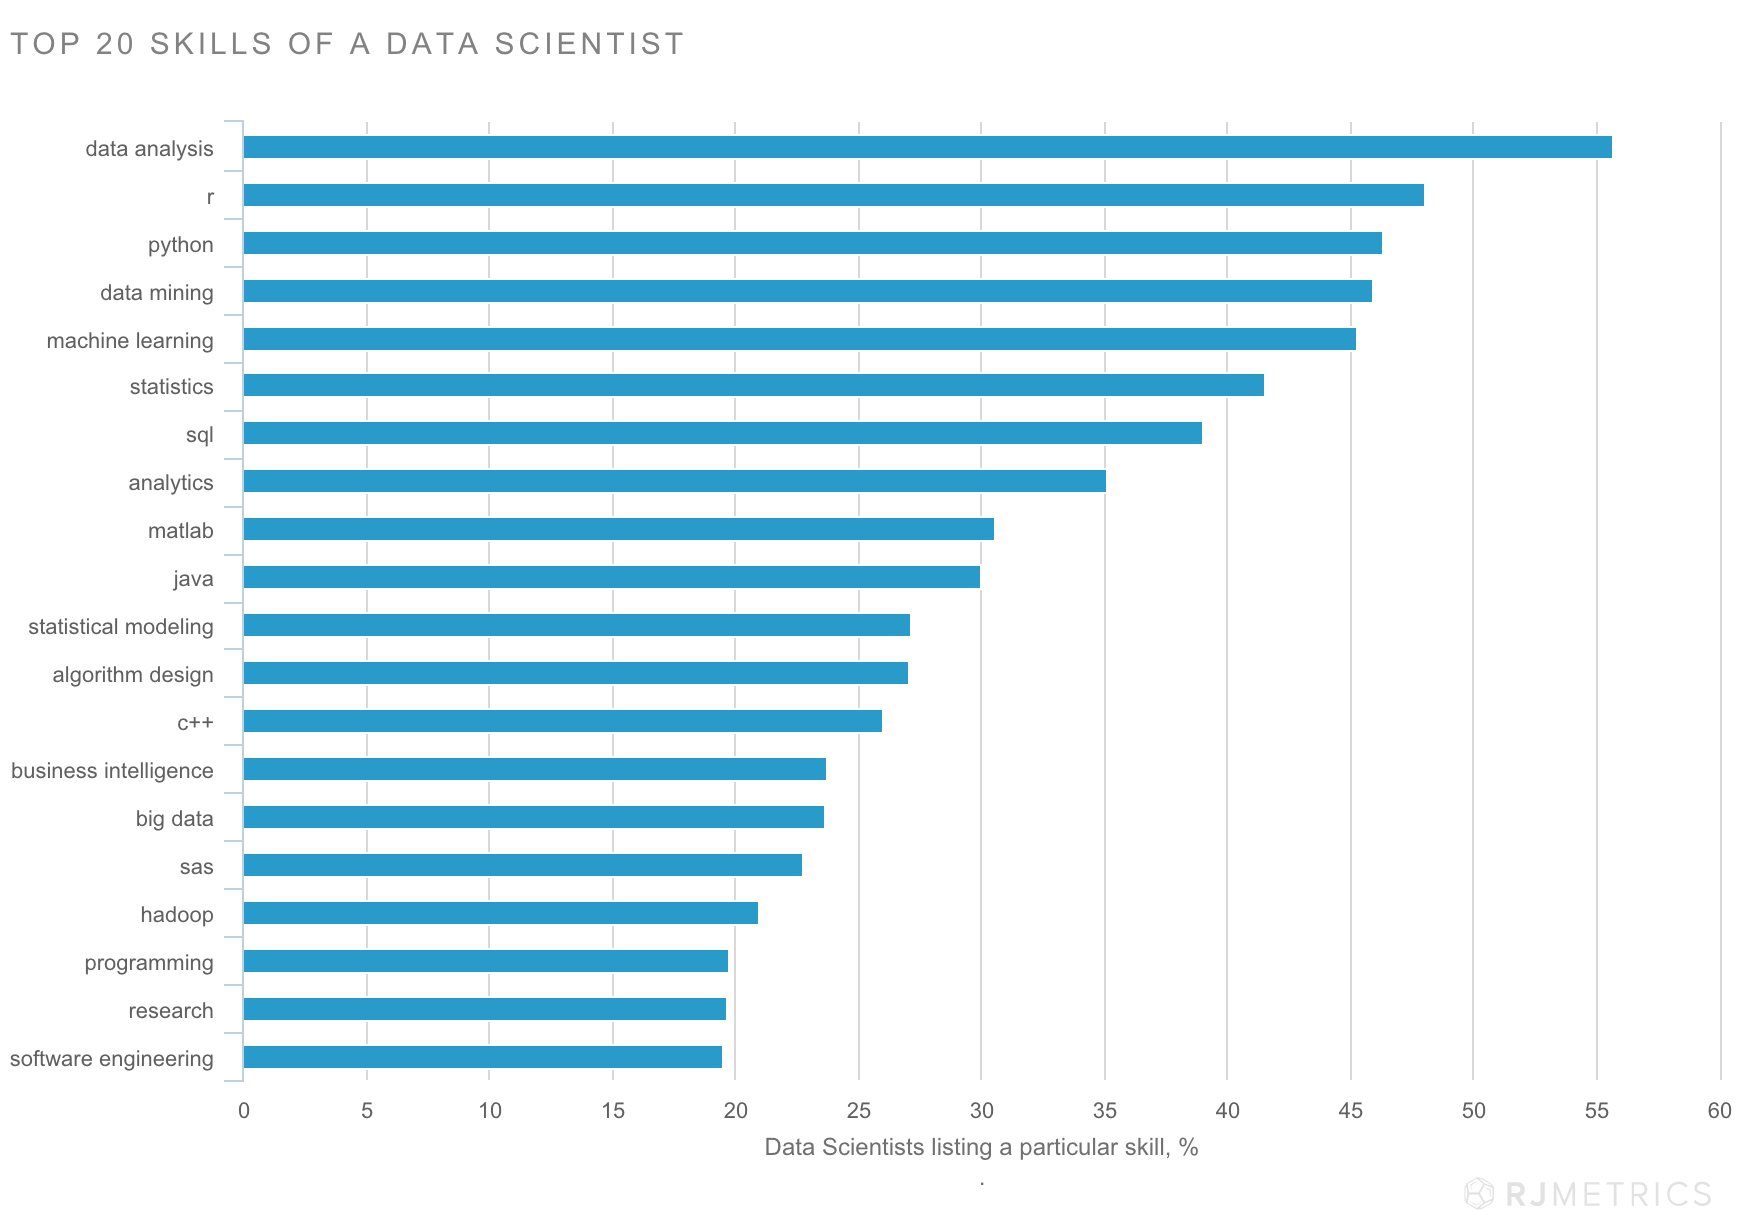 TOP 20 SKILLS OF A DATA SCIENTIST
data analysis
r
python
data mining
machine learning
statistics
sql
analytics
matlab
java
statistical modeling
algorithm design
c++
business intelligence
big data
sas
hadoop
programming
research
software engineering
0 5 10 15 20 25 30 35 40 45 50 55 60
Data Scientists listing a particular skill, %
.
RJMETRICS